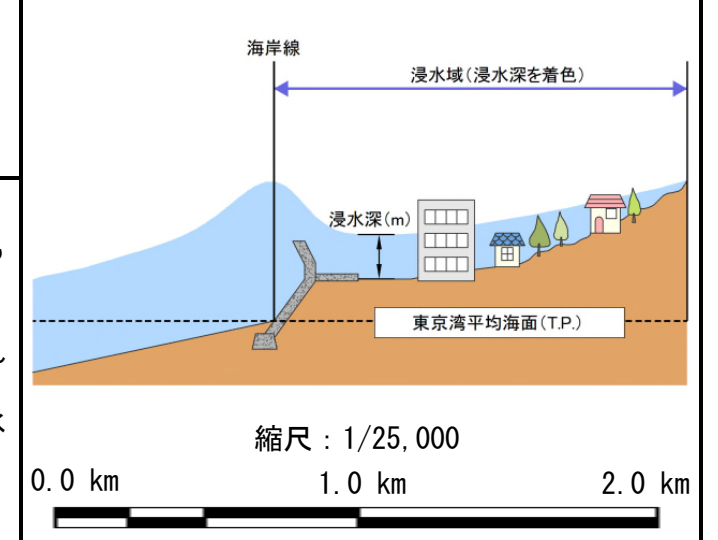 海岸線
浸水域(浸水深を着色)
浸水深(m)
東京湾平均海面(T.P.)
縮尺：1/25,000
0.0 km 1.0 km 2.0 km